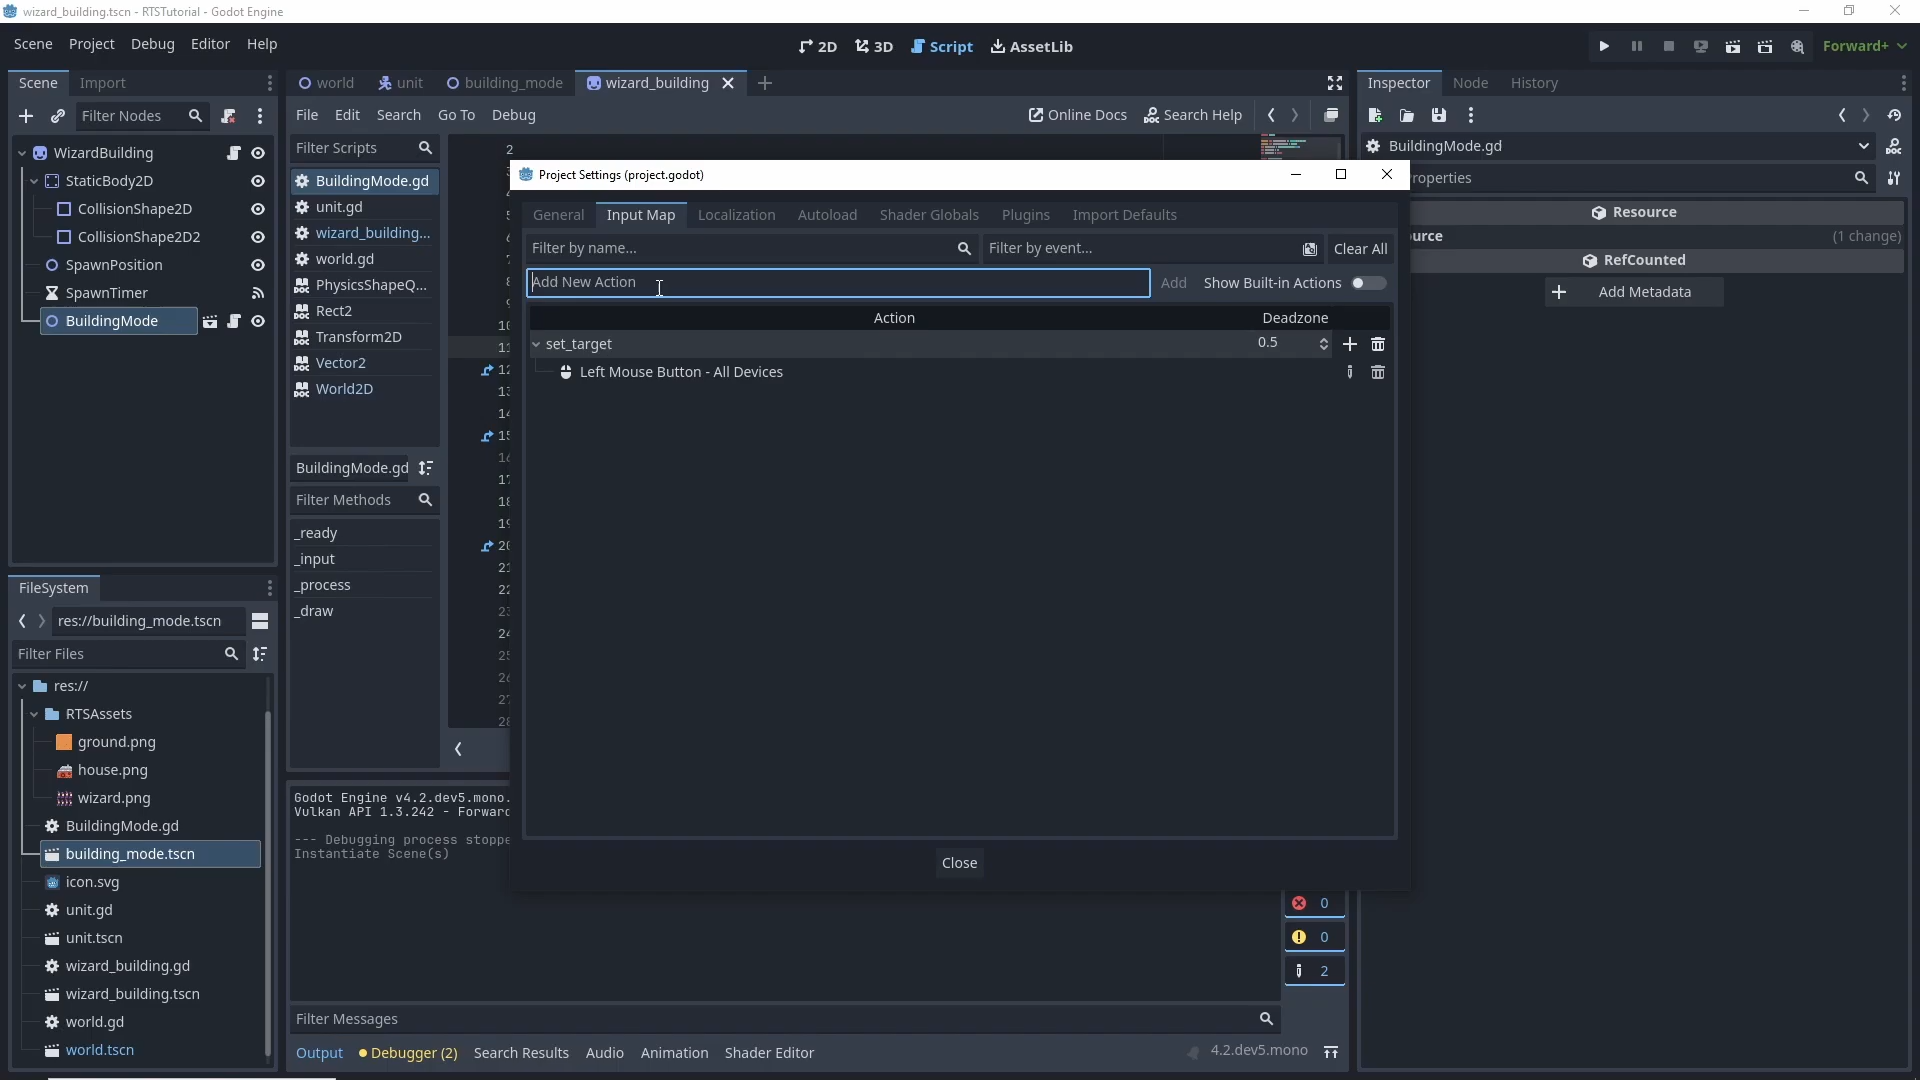 wizard_building.tscn - RTSTutorial - Godot Engine
Scene Project Debug Editor Help
2D 3D Script AssetLib
Forward+
Scene Import
world unit building_mode wizard_building
Inspector Node History
Filter Nodes
File Edit Search Go To Debug
Online Docs Search Help
WizardBuilding
StaticBody2D
CollisionShape2D
CollisionShape2D2
SpawnPosition
SpawnTimer
BuildingMode
Filter Scripts
BuildingMode.gd
unit.gd
wizard_building...
world.gd
PhysicsShapeQ...
Rect2
Transform2D
Vector2
World2D
BuildingMode.gd
Filter Methods
_ready
_input
_process
_draw
2
Project Settings (project.godot)
General Input Map Localization Autoload Shader Globals Plugins Import Defaults
Filter by name... Filter by event... Clear All
Add New Action Add Show Built-in Actions
Action Deadzone
set_target 0.5
Left Mouse Button - All Devices
Close
BuildingMode.gd
roperties
Resource
ource (1 change)
RefCounted
Add Metadata
FileSystem
res://building_mode.tscn
Filter Files
res://
RTSAssets
ground.png
house.png
wizard.png
BuildingMode.gd
building_mode.tscn
icon.svg
unit.gd
unit.tscn
wizard_building.gd
wizard_building.tscn
world.gd
world.tscn
Godot Engine v4.2.dev5.mono.
Vulkan API 1.3.242 - Forward
--- Debugging process stoppe
Instantiate Scene(s)
0
0
2
Filter Messages
Output Debugger (2) Search Results Audio Animation Shader Editor
4.2.dev5.mono